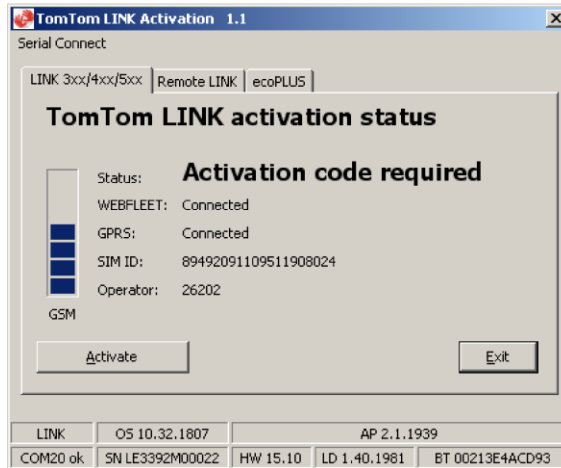 TomTom LINK Activation 1.1
Serial Connect
LINK 3xx/4xx/5xx Remote LINK ecoPLUS
TomTom LINK activation status
Status: Activation code required
WEBFLEET: Connected
GPRS: Connected
SIM ID: 89492091109511908024
Operator: 26202
GSM
Activate Exit
LINK OS 10.32.1807 AP 2.1.1939
COM20 ok SN LE3392M00022 HW 15.10 LD 1.40.1981 BT 00213E4ACD93